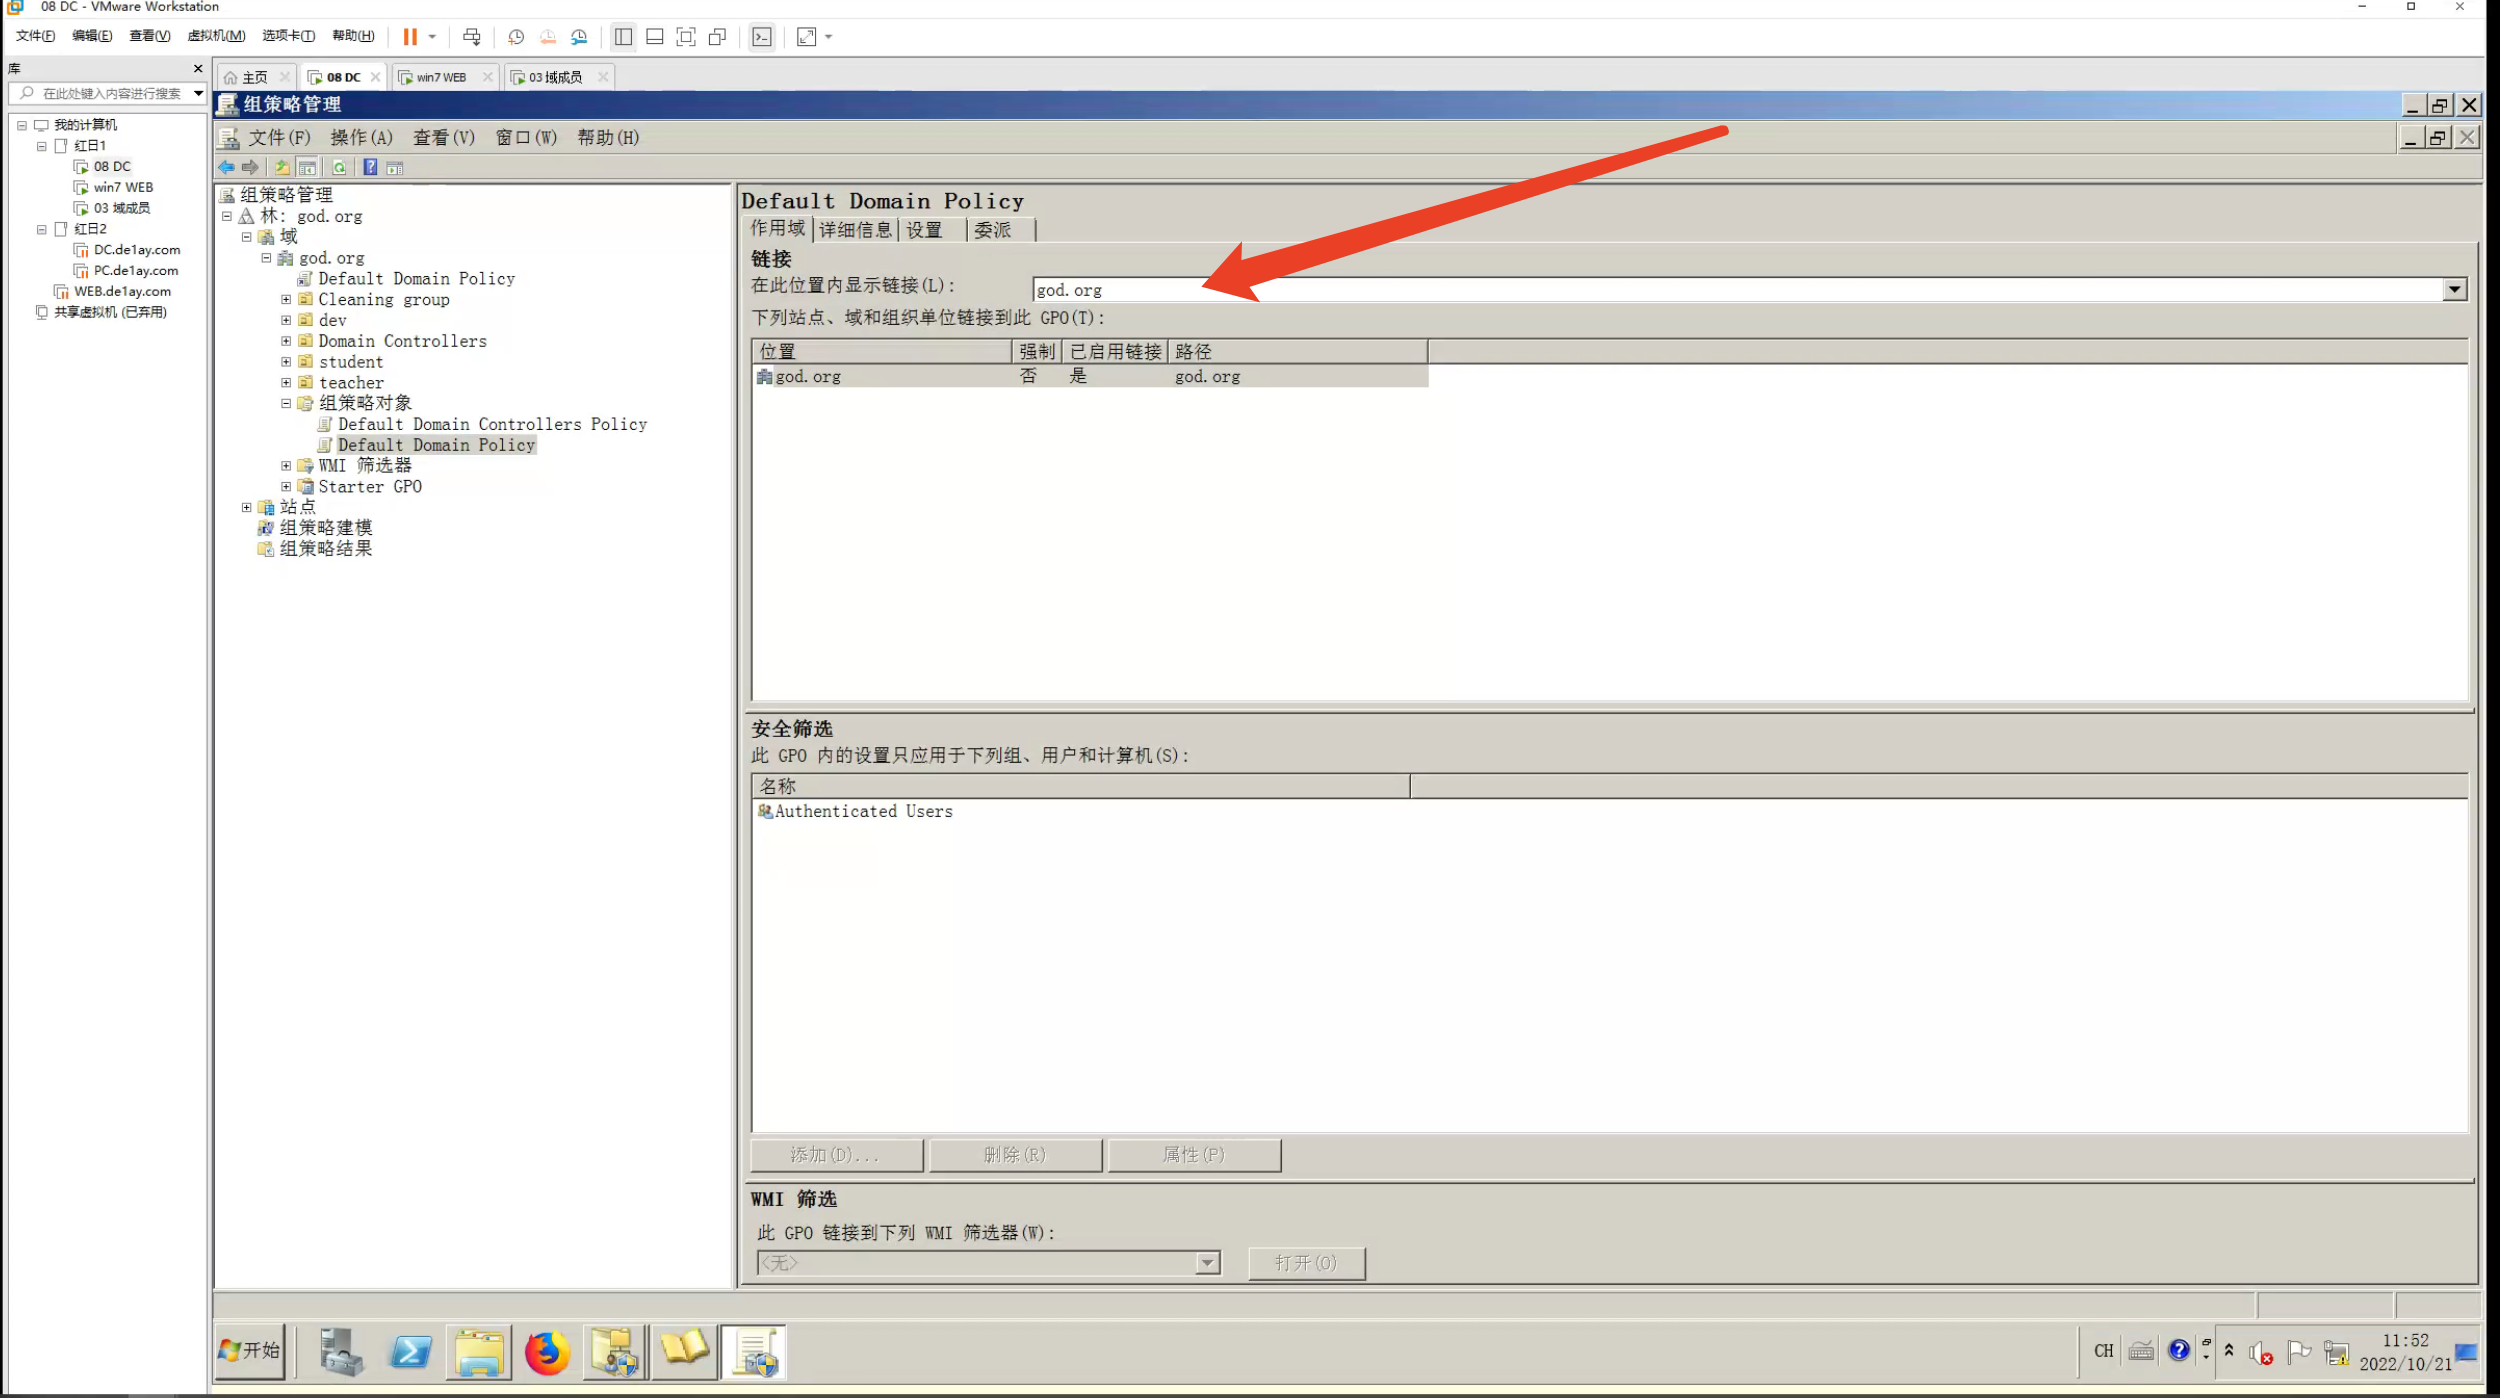 08 DC - VMware Workstation
文件(F) 编辑(E) 查看(V) 虚拟机(M) 选项卡(T) 帮助(H)
库
在此处键入内容进行搜索
我的计算机
红日1
08 DC
win7 WEB
03 域成员
红日2
DC.de1ay.com
PC.de1ay.com
WEB.de1ay.com
共享虚拟机 (已弃用)
主页 08 DC win7 WEB 03 域成员
组策略管理
文件(F) 操作(A) 查看(V) 窗口(W) 帮助(H)
组策略管理
林: god.org
域
god.org
Default Domain Policy
Cleaning group
dev
Domain Controllers
student
teacher
组策略对象
Default Domain Controllers Policy
Default Domain Policy
WMI 筛选器
Starter GPO
站点
组策略建模
组策略结果
Default Domain Policy
作用域 详细信息 设置 委派
链接
在此位置内显示链接(L): god.org
下列站点、域和组织单位链接到此 GPO(T):
位置 强制 已启用链接 路径
god.org 否 是 god.org
安全筛选
此 GPO 内的设置只应用于下列组、用户和计算机(S):
名称
Authenticated Users
添加(D)... 删除(R) 属性(P)
WMI 筛选
此 GPO 链接到下列 WMI 筛选器(W):
<无> 打开(O)
开始
CH
11:52
2022/10/21